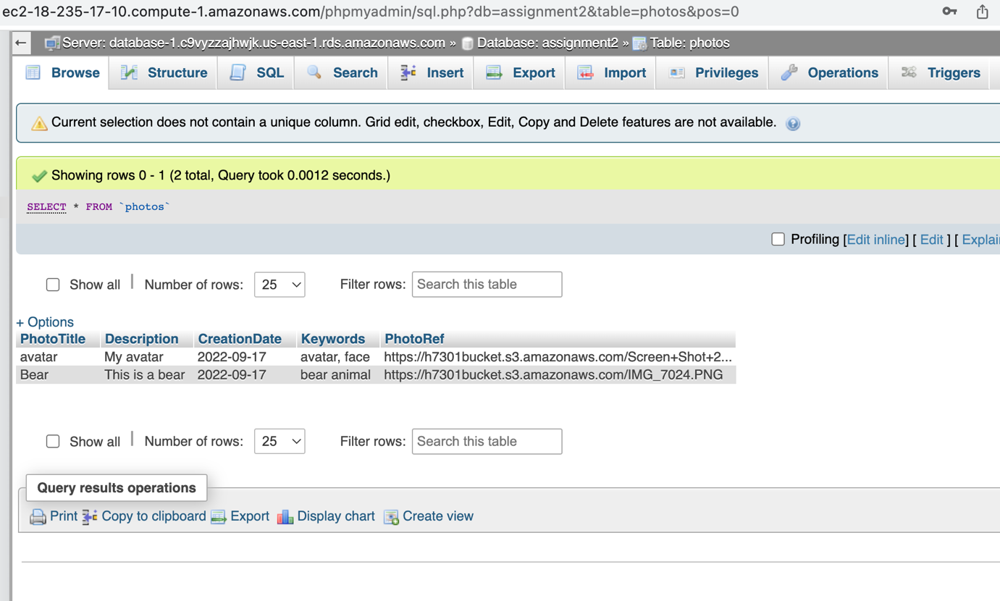 ec2-18-235-17-10.compute-1.amazonaws.com/phpmyadmin/sql.php?db=assignment2&table=photos&pos=0
Server: database-1.c9vyzzajhwjk.us-east-1.rds.amazonaws.com » Database: assignment2 » Table: photos
Browse Structure SQL Search Insert Export Import Privileges Operations Triggers
Current selection does not contain a unique column. Grid edit, checkbox, Edit, Copy and Delete features are not available.
Showing rows 0 - 1 (2 total, Query took 0.0012 seconds.)
SELECT * FROM `photos`
Profiling [Edit inline] [ Edit ] [ Explai
Show all | Number of rows: 25 Filter rows: Search this table
+ Options
PhotoTitle Description CreationDate Keywords PhotoRef
avatar My avatar 2022-09-17 avatar, face https://h7301bucket.s3.amazonaws.com/Screen+Shot+2...
Bear This is a bear 2022-09-17 bear animal https://h7301bucket.s3.amazonaws.com/IMG_7024.PNG
Show all | Number of rows: 25 Filter rows: Search this table
Query results operations
Print Copy to clipboard Export Display chart Create view